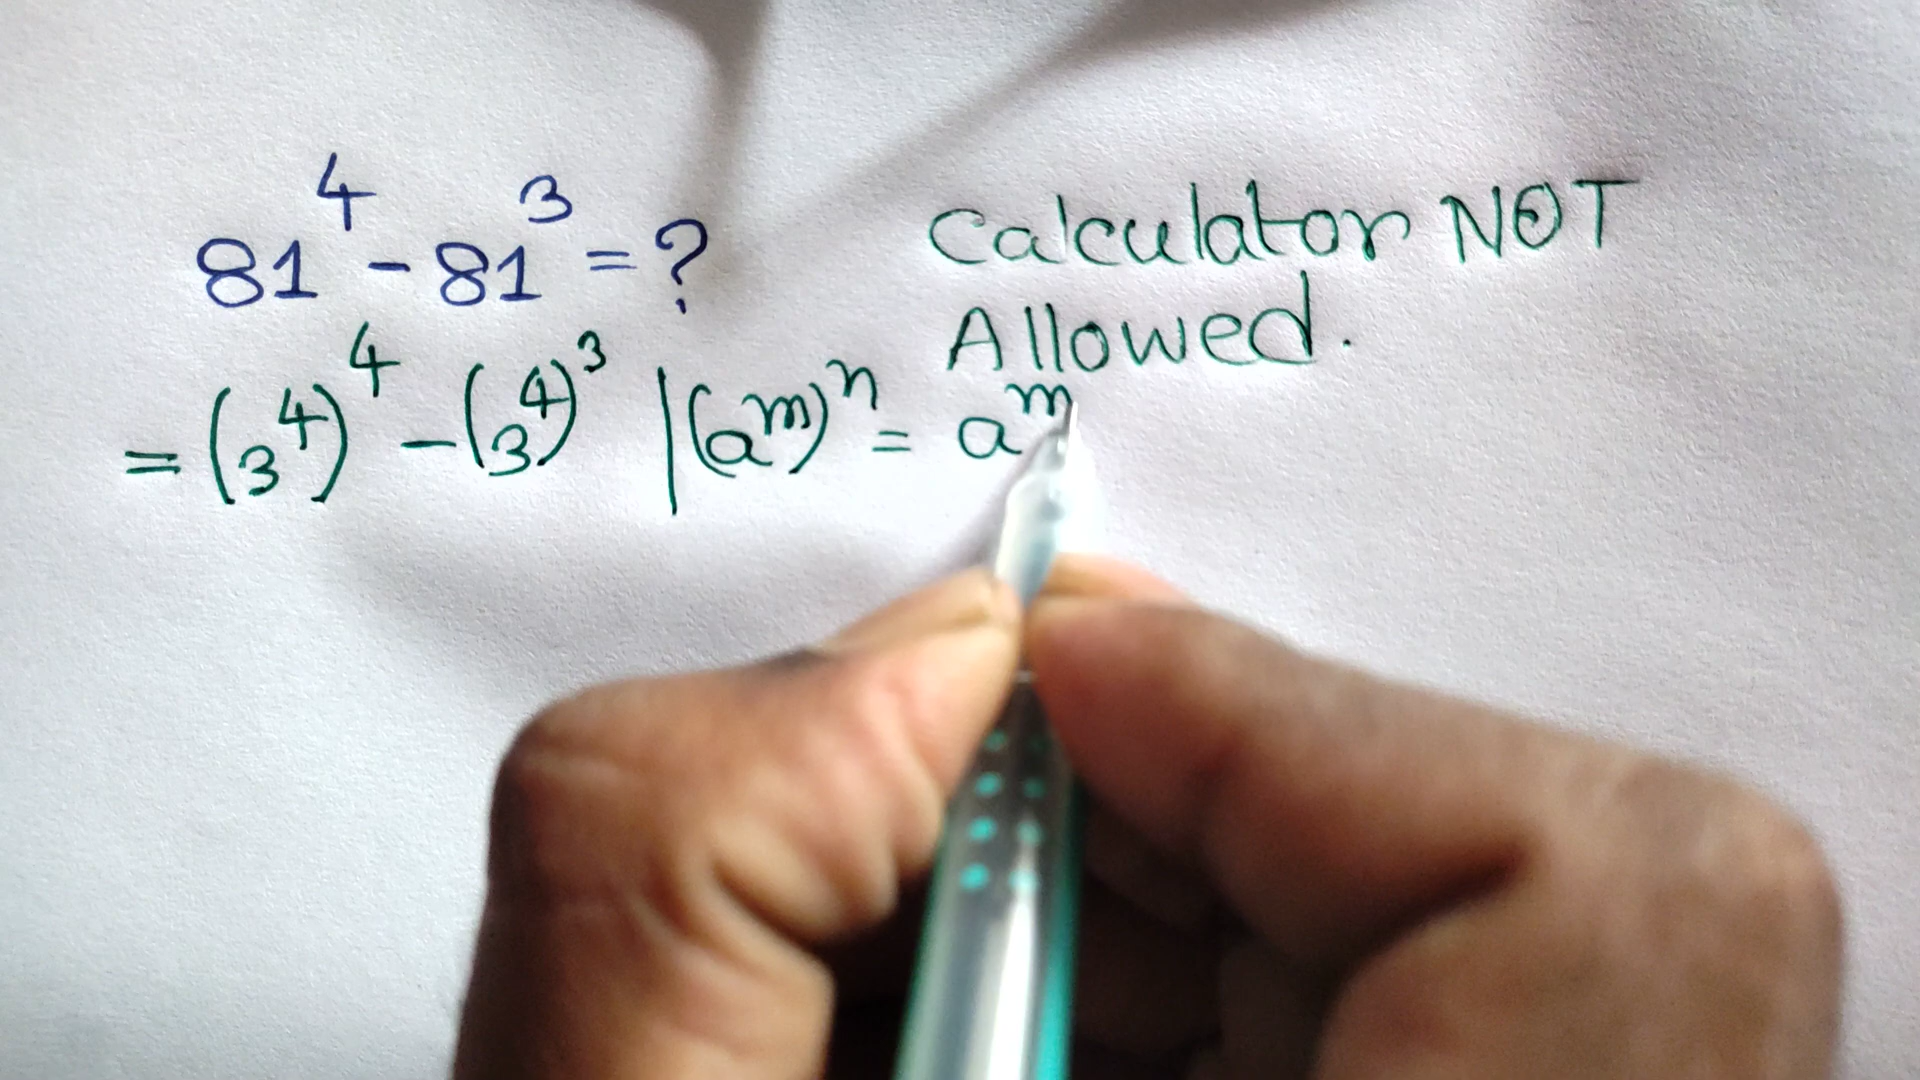 81⁴ - 81³ = ?
Calculator NOT
Allowed.
= (3⁴)⁴ - (3⁴)³ | (aᵐ)ⁿ = aᵐ